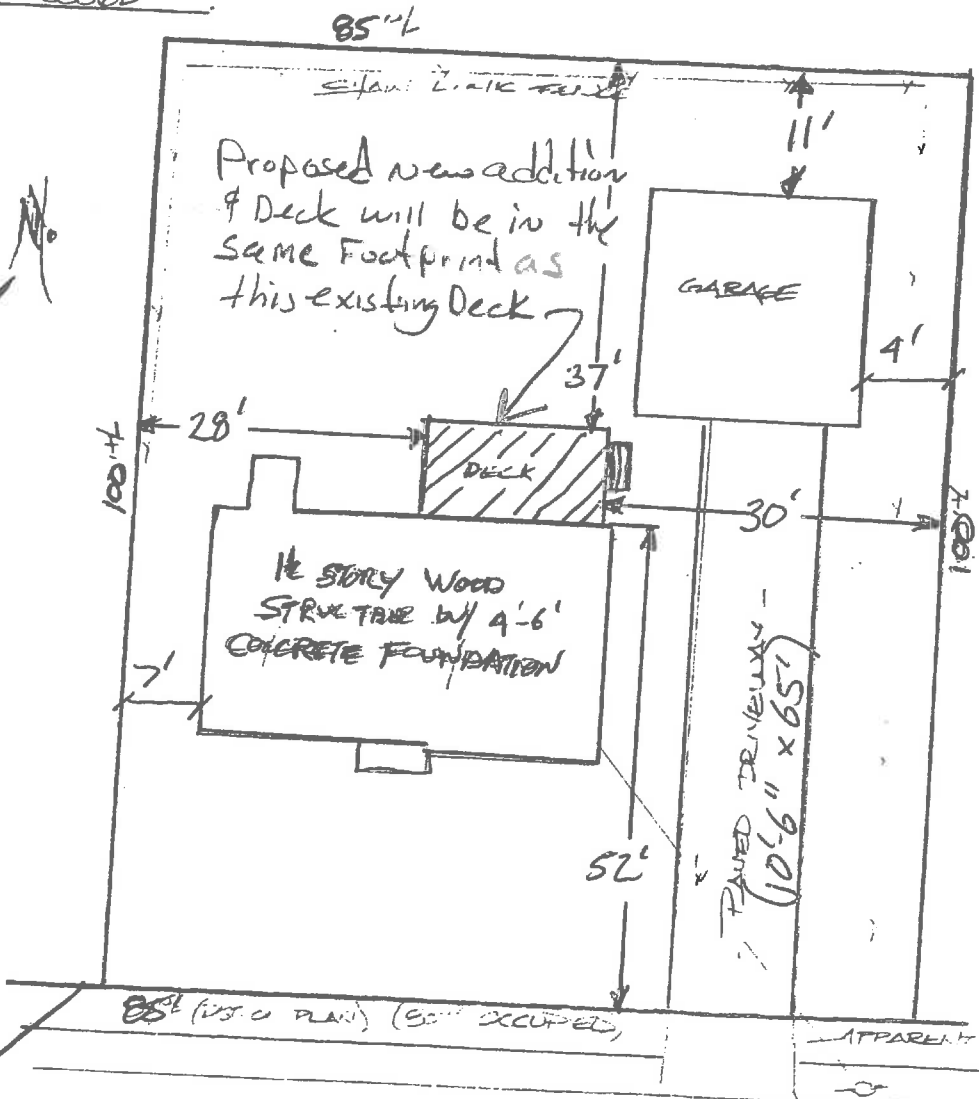 85'±
Proposed new addition
& Deck will be in the
same Footprint as
this existing Deck
11'
GARAGE
4'
37'
28'
DECK
100'±
30'
100'±
1½ STORY WOOD
STRUCTURE W/ 4'-6'
CONCRETE FOUNDATION
7'
PAVED DRIVEWAY
(10'-6" x 65')
52'
85'± PLAN) OCCUPIED)
APPARENT
N.